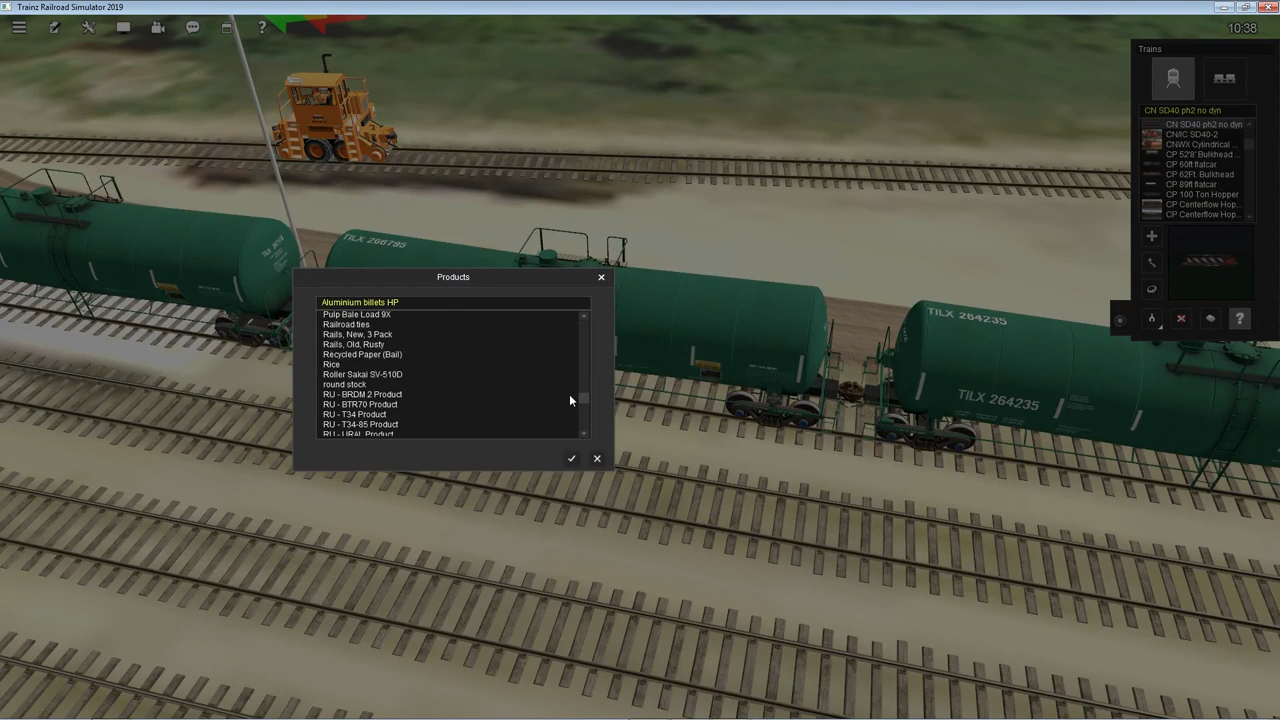 Trainz Railroad Simulator 2019
10:38
Trains
CN SD40 ph2 no dyn
CN SD40 ph2 no dyn
CN/IC SD40-2
CNWX Cylindrical ...
CP 52'8' Bulkhead ...
CP 60ft flatcar
CP 62Ft. Bulkhead
CP 89ft flatcar
CP 100 Ton Hopper
CP Centerflow Hop...
CP Centerflow Hop...
?
?
TILX 266795
TILX 264235
TILX 264235
Products
Aluminium billets HP
Pulp Bale Load 9X
Railroad ties
Rails, New, 3 Pack
Rails, Old, Rusty
Recycled Paper (Bail)
Rice
Roller Sakai SV-510D
round stock
RU - BRDM 2 Product
RU - BTR70 Product
RU - T34 Product
RU - T34-85 Product
RU - URAL Product